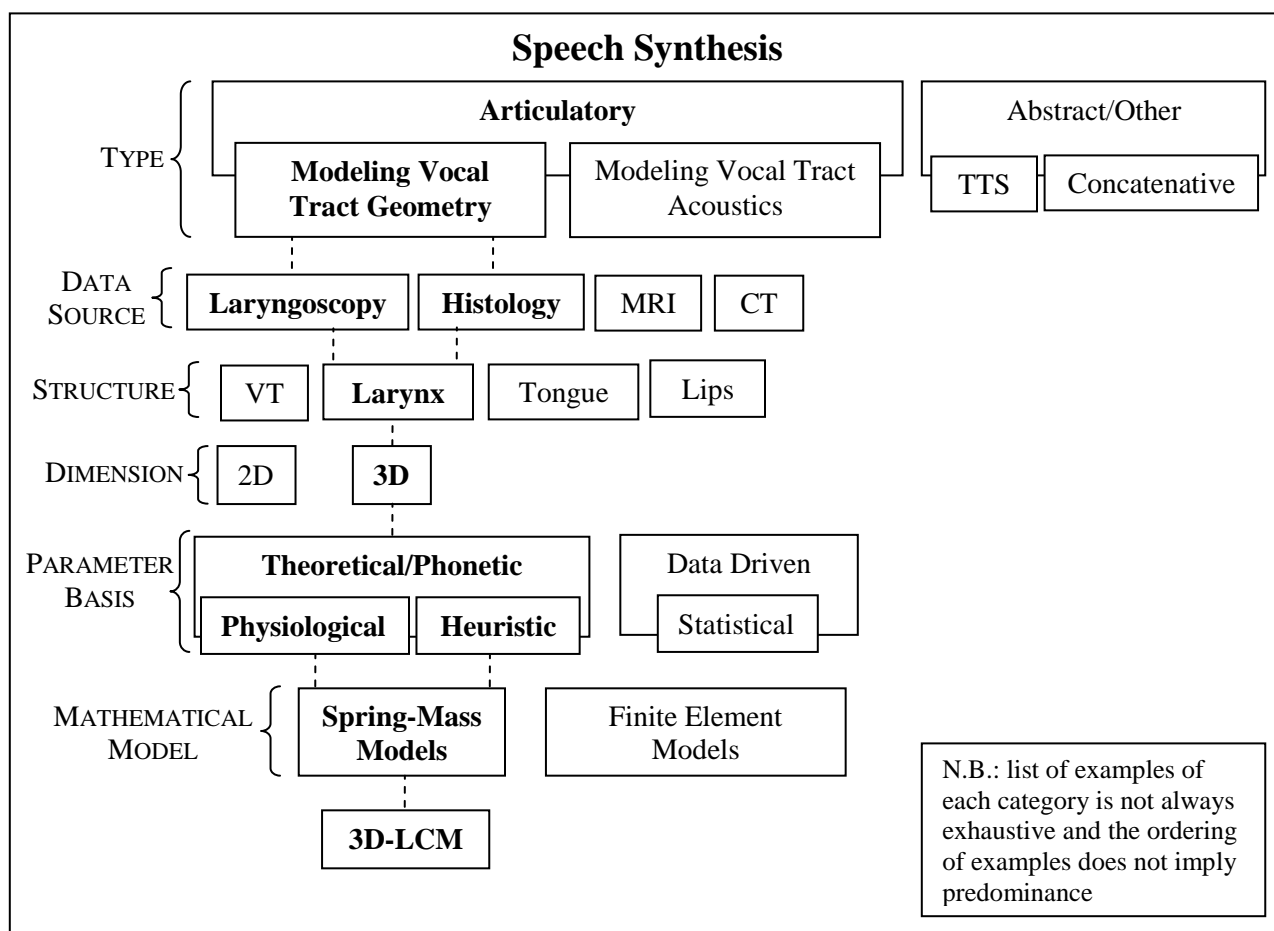 Speech Synthesis
TYPE
Articulatory
Abstract/Other
Modeling Vocal
Tract Geometry
Modeling Vocal Tract
Acoustics
TTS
Concatenative
DATA
SOURCE
Laryngoscopy
Histology
MRI
CT
STRUCTURE
VT
Larynx
Tongue
Lips
DIMENSION
2D
3D
PARAMETER
BASIS
Theoretical/Phonetic
Physiological
Heuristic
Data Driven
Statistical
MATHEMATICAL
MODEL
Spring-Mass
Models
Finite Element
Models
3D-LCM
N.B.: list of examples of
each category is not always
exhaustive and the ordering
of examples does not imply
predominance